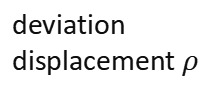 deviation
displacement ρ